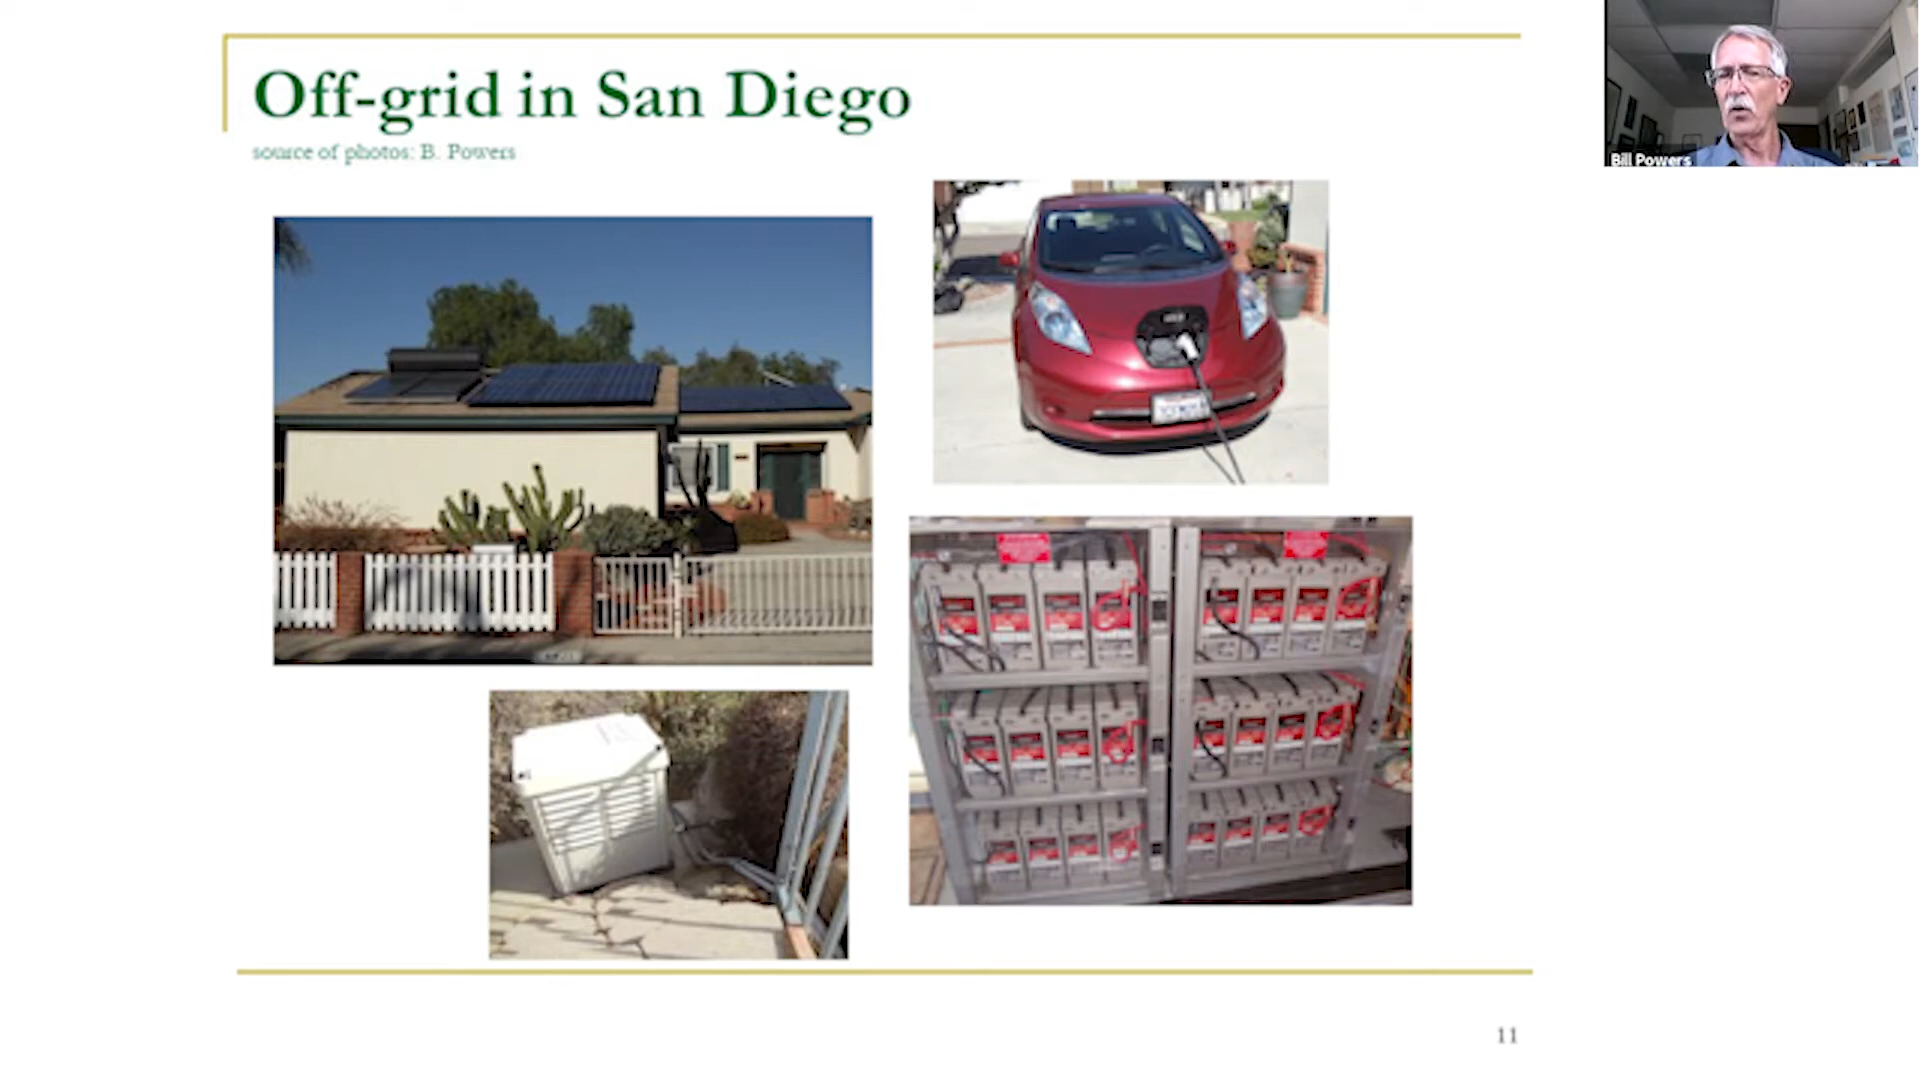 Off-grid in San Diego
source of photos: B. Powers
Bill Powers
11